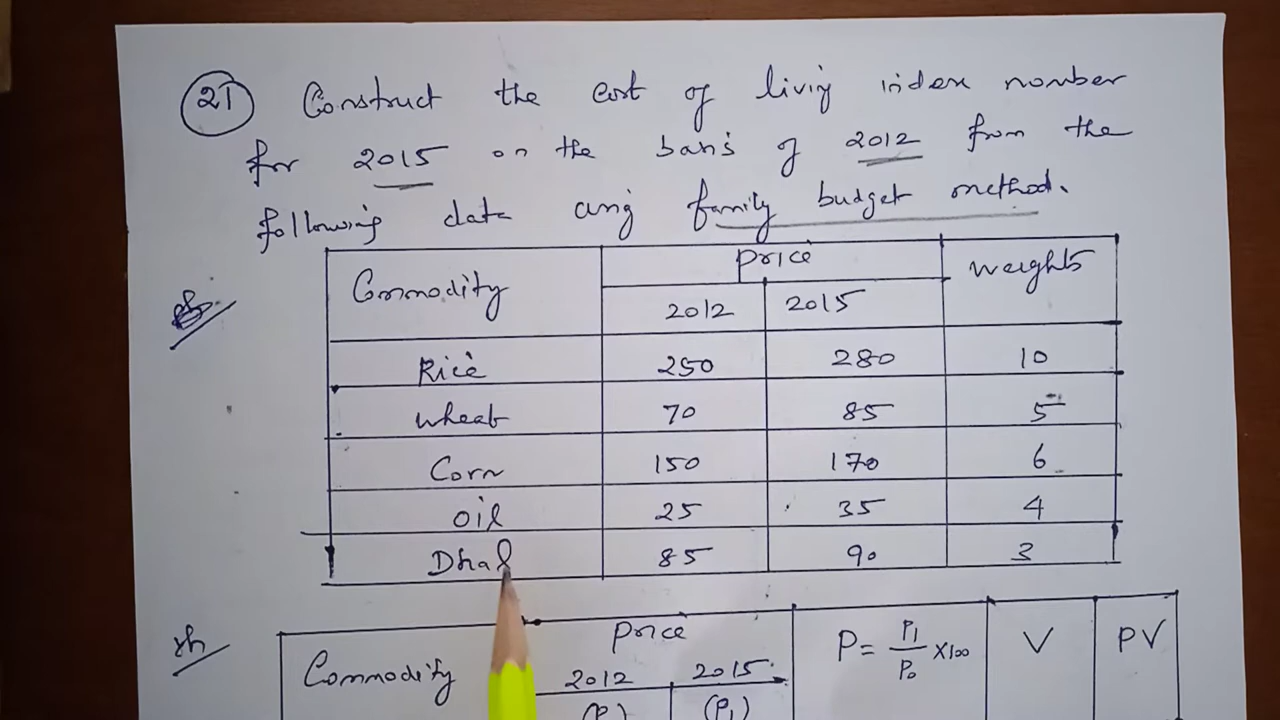 21 Construct the cost of living index number
for 2015 on the basis of 2012 from the
following data using family budget method.
Commodity Price Weights
2012 2015
Rice 250 280 10
wheat 70 85 5
Corn 150 170 6
oil 25 35 4
Dhal 85 90 3
Commodity Price P = P1/P0 x100 V PV
2012 2015
(P1)